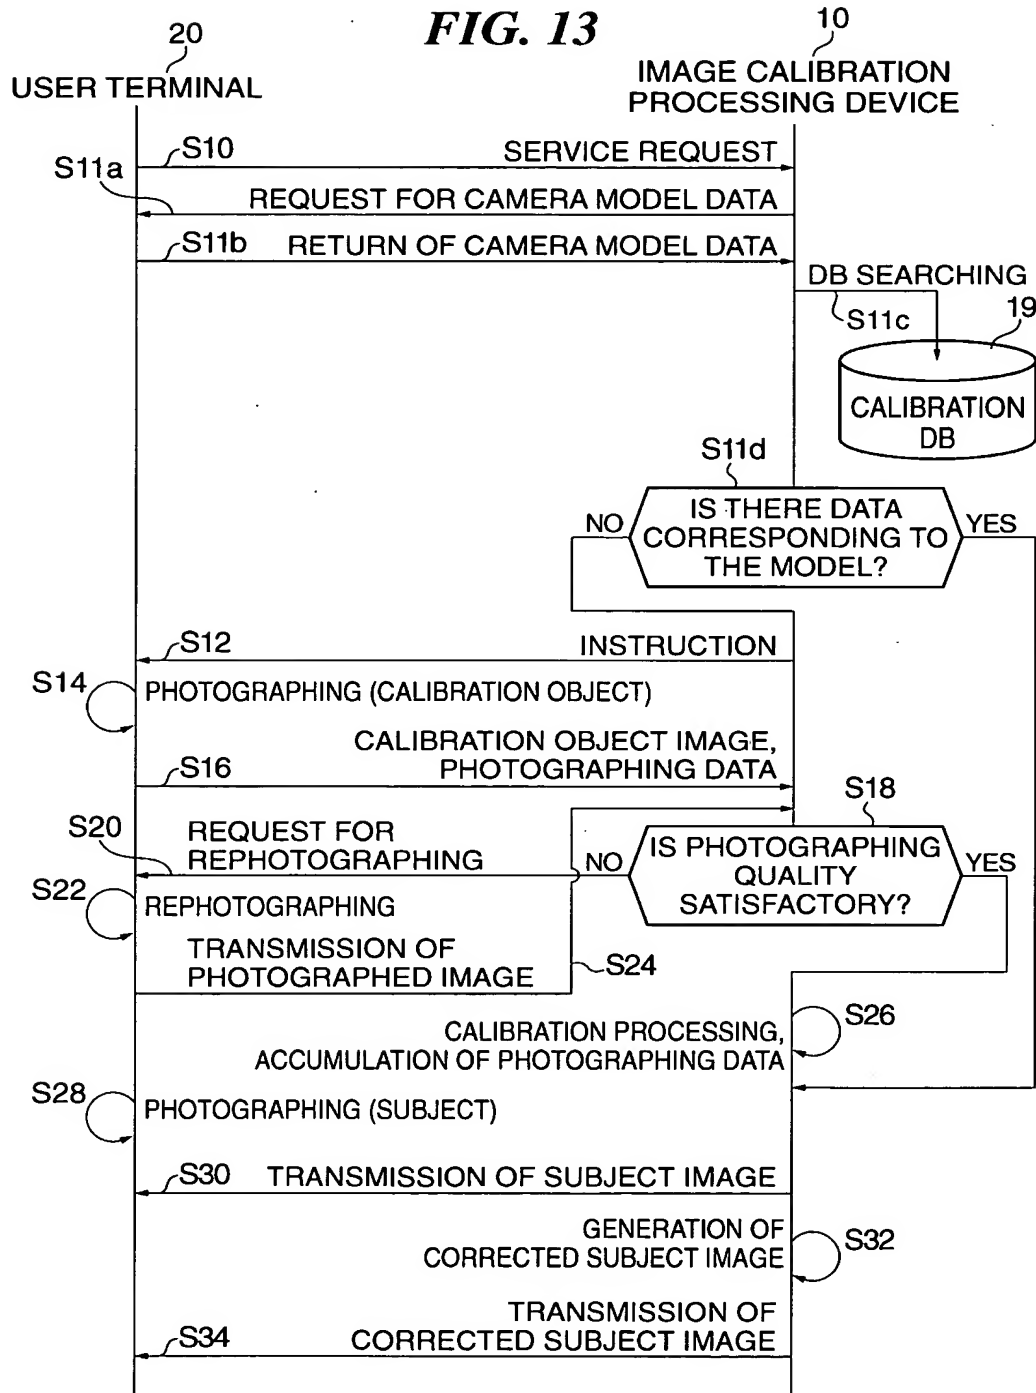 FIG. 13
20
USER TERMINAL
10
IMAGE CALIBRATION
PROCESSING DEVICE
S10
SERVICE REQUEST
S11a
REQUEST FOR CAMERA MODEL DATA
S11b
RETURN OF CAMERA MODEL DATA
DB SEARCHING
S11c
19
CALIBRATION
DB
S11d
IS THERE DATA
CORRESPONDING TO
THE MODEL?
NO
YES
S12
INSTRUCTION
S14
PHOTOGRAPHING (CALIBRATION OBJECT)
CALIBRATION OBJECT IMAGE,
PHOTOGRAPHING DATA
S16
S18
IS PHOTOGRAPHING
QUALITY
SATISFACTORY?
NO
YES
S20
REQUEST FOR
REPHOTOGRAPHING
S22
REPHOTOGRAPHING
TRANSMISSION OF
PHOTOGRAPHED IMAGE
S24
CALIBRATION PROCESSING,
ACCUMULATION OF PHOTOGRAPHING DATA
S26
S28
PHOTOGRAPHING (SUBJECT)
S30
TRANSMISSION OF SUBJECT IMAGE
GENERATION OF
CORRECTED SUBJECT IMAGE
S32
TRANSMISSION OF
CORRECTED SUBJECT IMAGE
S34